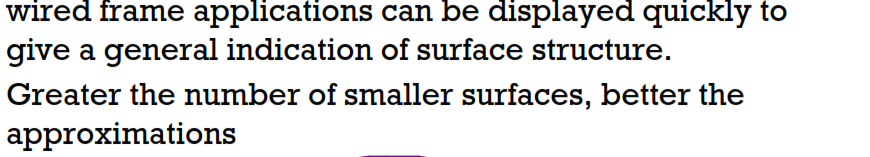 wired frame applications can be displayed quickly to
give a general indication of surface structure.
Greater the number of smaller surfaces, better the
approximations